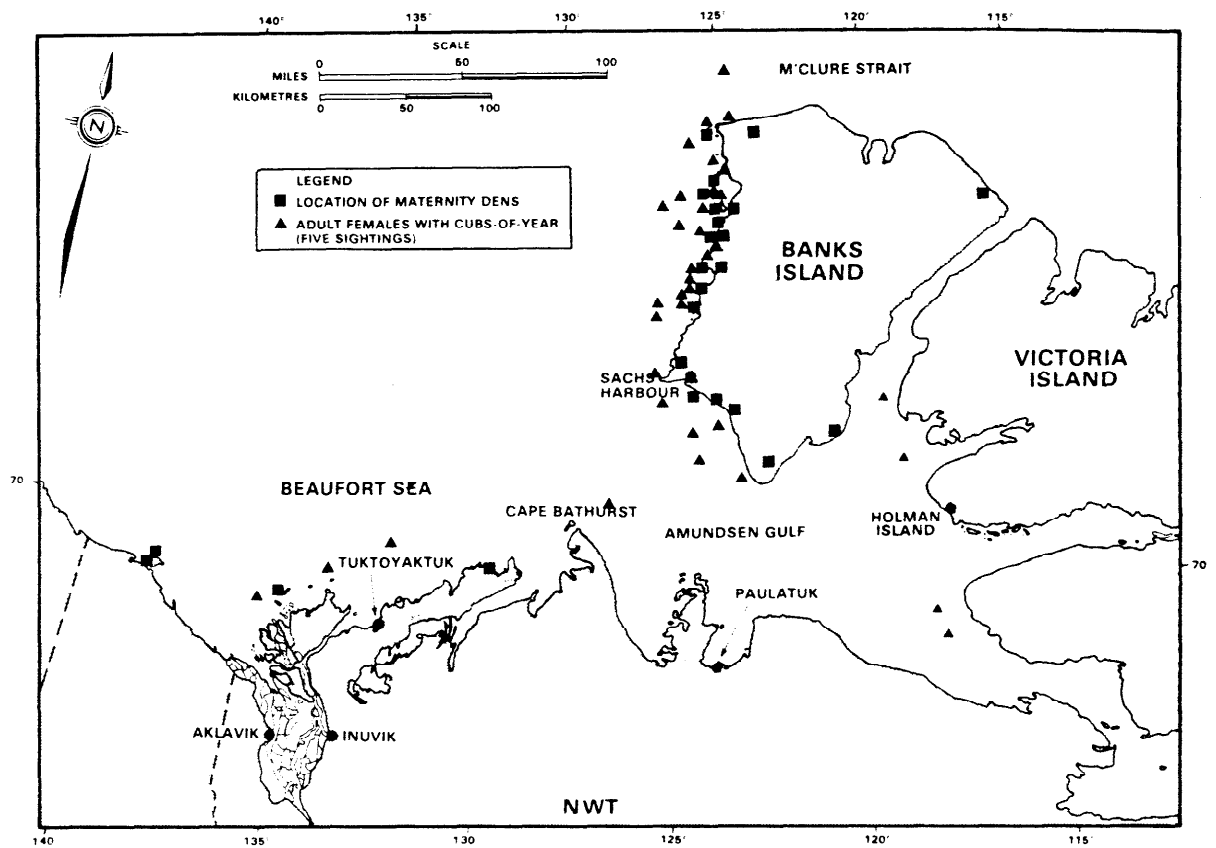 140° 135° 130° 125° 120° 115°
SCALE
MILES 0 50 100
KILOMETRES 0 50 100
M'CLURE STRAIT
N
LEGEND
LOCATION OF MATERNITY DENS
ADULT FEMALES WITH CUBS-OF-YEAR
(FIVE SIGHTINGS)
BANKS
ISLAND
VICTORIA
ISLAND
SACHS
HARBOUR
70
BEAUFORT SEA
CAPE BATHURST
AMUNDSEN GULF
HOLMAN
ISLAND
TUKTOYAKTUK
70
PAULATUK
AKLAVIK
INUVIK
NWT
140 135° 130 125 120° 115°